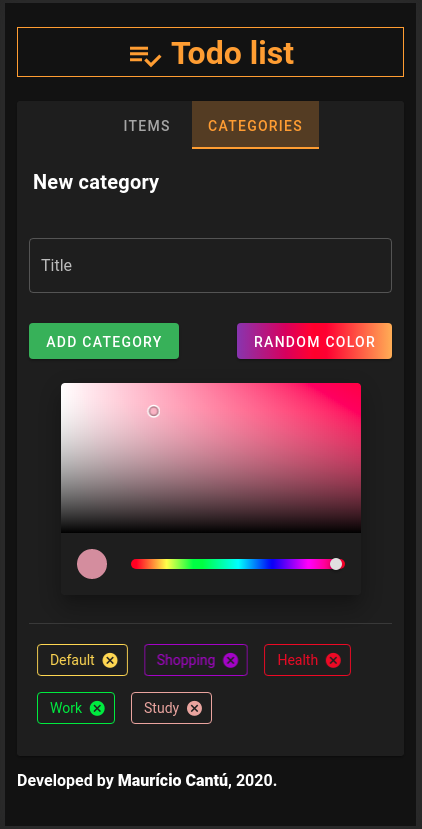 Todo list
ITEMS CATEGORIES
New category
Title
ADD CATEGORY RANDOM COLOR
Default Shopping Health
Work Study
Developed by Maurício Cantú, 2020.